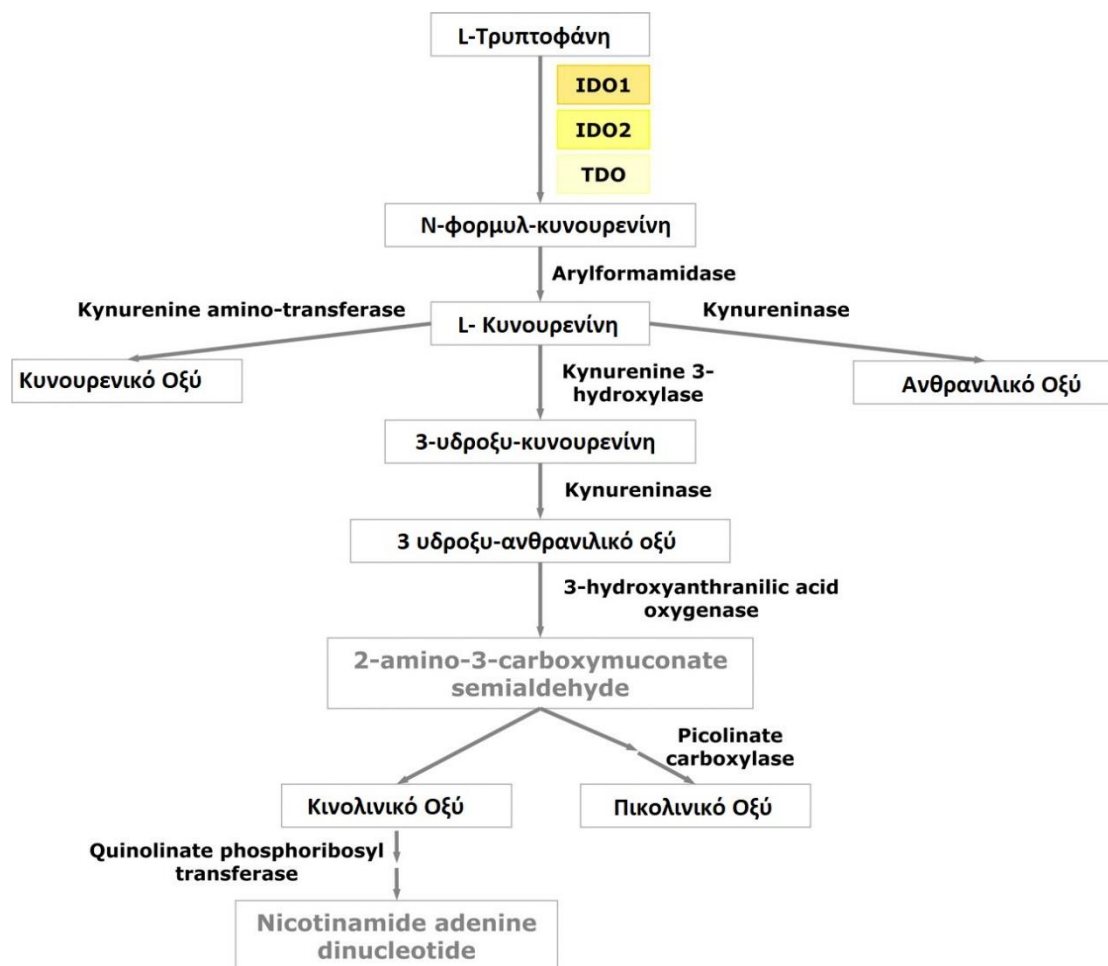 L-Τρυπτοφάνη
IDO1
IDO2
TDO
N-φορμυλ-κυνουρενίνη
Arylformamidase
Kynurenine amino-transferase
L- Κυνουρενίνη
Kynureninase
Κυνουρενικό Οξύ
Kynurenine 3-
hydroxylase
Ανθρανιλικό Οξύ
3-υδροξυ-κυνουρενίνη
Kynureninase
3 υδροξυ-ανθρανιλικό οξύ
3-hydroxyanthranilic acid
oxygenase
2-amino-3-carboxymuconate
semialdehyde
Picolinate
carboxylase
Κινολινικό Οξύ
Πικολινικό Οξύ
Quinolinate phosphoribosyl
transferase
Nicotinamide adenine
dinucleotide